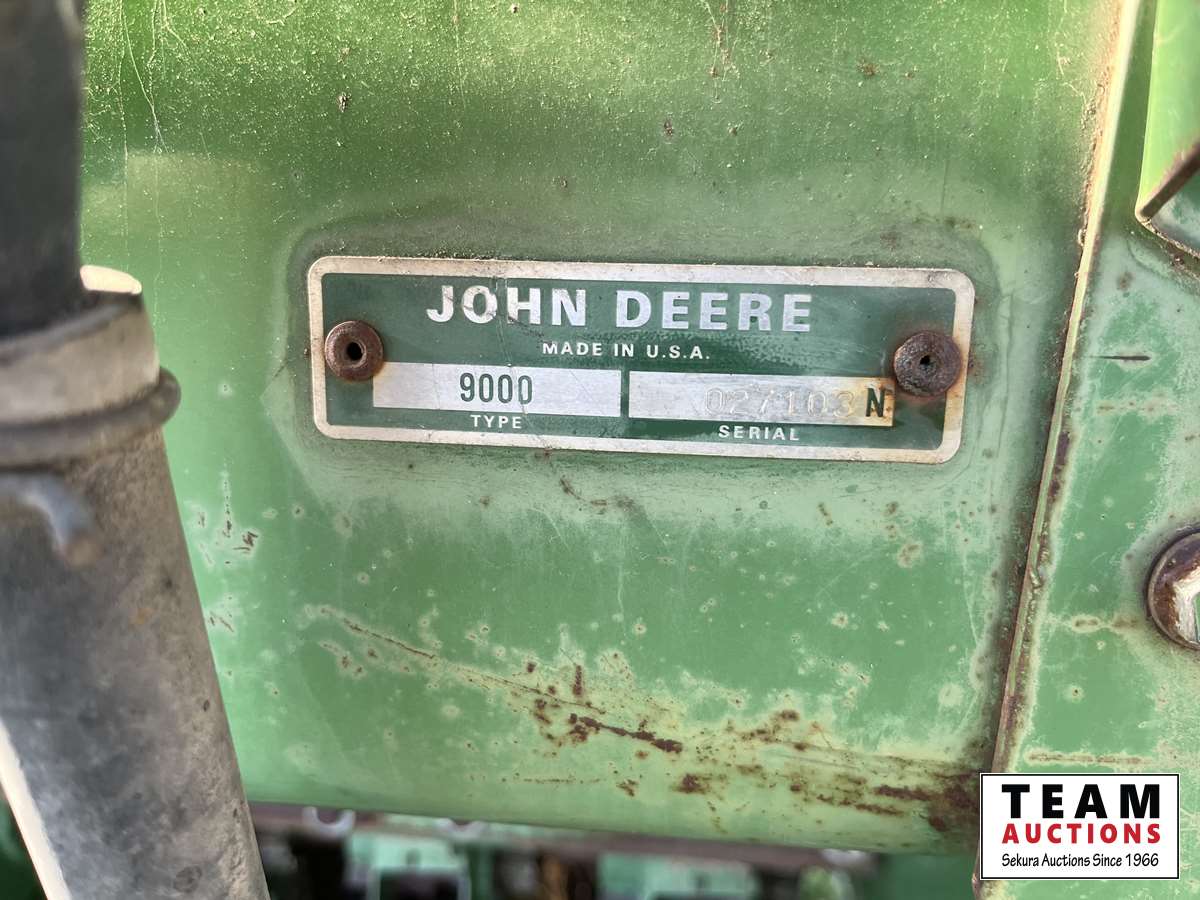 JOHN DEERE
MADE IN U.S.A.
9000 027103 N
TYPE SERIAL
TEAM
AUCTIONS
Sekura Auctions Since 1966